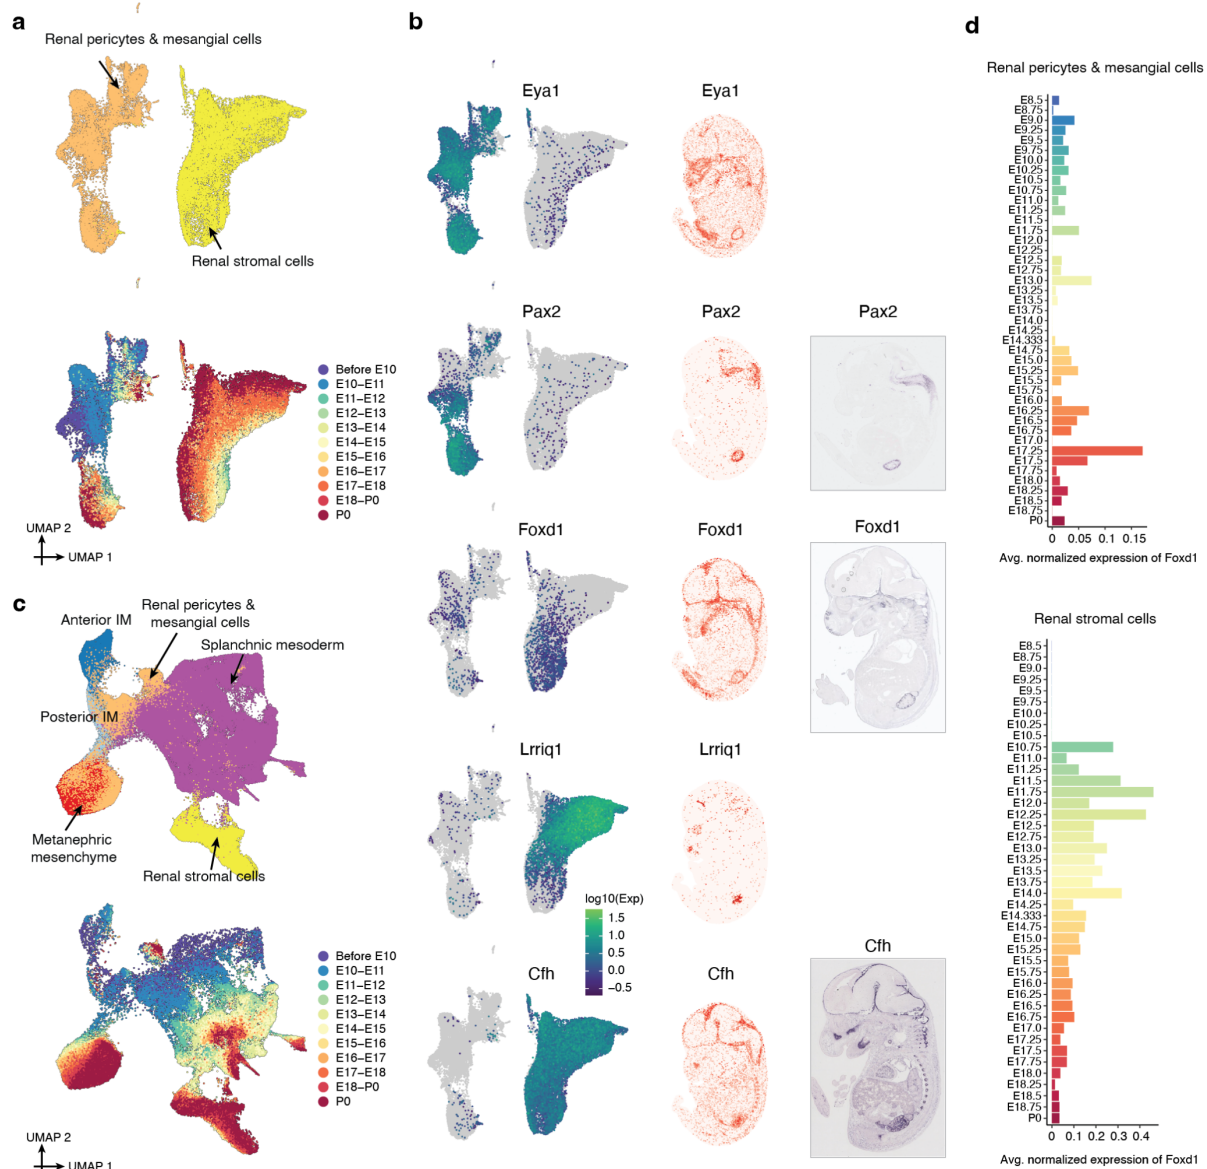 a
Renal pericytes & mesangial cells
Renal stromal cells
Before E10
E10–E11
E11–E12
E12–E13
E13–E14
E14–E15
E15–E16
E16–E17
E17–E18
E18–P0
P0
UMAP 2
UMAP 1
b
Eya1
Eya1
Pax2
Pax2
Pax2
Foxd1
Foxd1
Foxd1
Lrriq1
Lrriq1
log10(Exp)
1.5
1.0
0.5
0.0
−0.5
Cfh
Cfh
Cfh
c
Anterior IM
Renal pericytes &
mesangial cells
Splanchnic mesoderm
Posterior IM
Metanephric
mesenchyme
Renal stromal cells
Before E10
E10–E11
E11–E12
E12–E13
E13–E14
E14–E15
E15–E16
E16–E17
E17–E18
E18–P0
P0
UMAP 2
UMAP 1
d
Renal pericytes & mesangial cells
E8.5
E8.75
E9.0
E9.25
E9.5
E9.75
E10.0
E10.25
E10.5
E10.75
E11.0
E11.25
E11.5
E11.75
E12.0
E12.25
E12.5
E12.75
E13.0
E13.25
E13.5
E13.75
E14.0
E14.25
E14.333
E14.75
E15.0
E15.25
E15.5
E15.75
E16.0
E16.25
E16.5
E16.75
E17.0
E17.25
E17.5
E17.75
E18.0
E18.25
E18.5
E18.75
P0
0 0.05 0.1 0.15
Avg. normalized expression of Foxd1
Renal stromal cells
E8.5
E8.75
E9.0
E9.25
E9.5
E9.75
E10.0
E10.25
E10.5
E10.75
E11.0
E11.25
E11.5
E11.75
E12.0
E12.25
E12.5
E12.75
E13.0
E13.25
E13.5
E13.75
E14.0
E14.25
E14.333
E14.75
E15.0
E15.25
E15.5
E15.75
E16.0
E16.25
E16.5
E16.75
E17.0
E17.25
E17.5
E17.75
E18.0
E18.25
E18.5
E18.75
P0
0 0.1 0.2 0.3 0.4
Avg. normalized expression of Foxd1